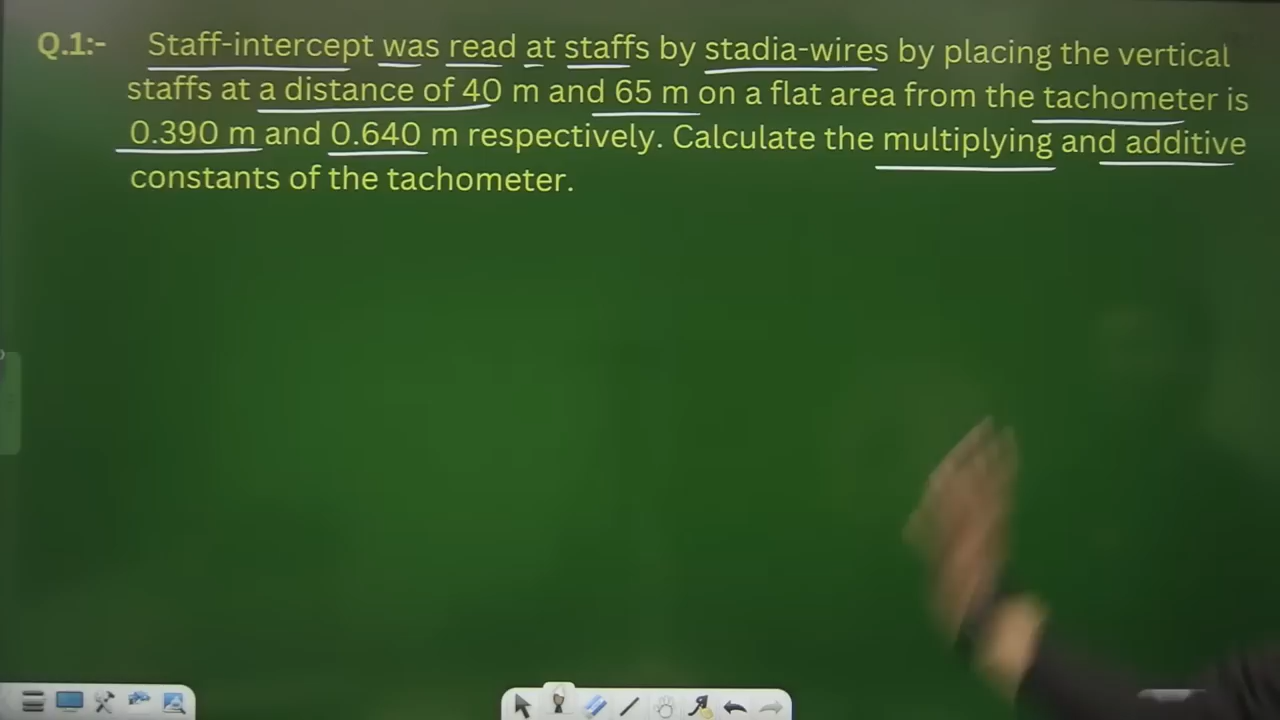 Q.1:- Staff-intercept was read at staffs by stadia-wires by placing the vertical
staffs at a distance of 40 m and 65 m on a flat area from the tachometer is
0.390 m and 0.640 m respectively. Calculate the multiplying and additive
constants of the tachometer.